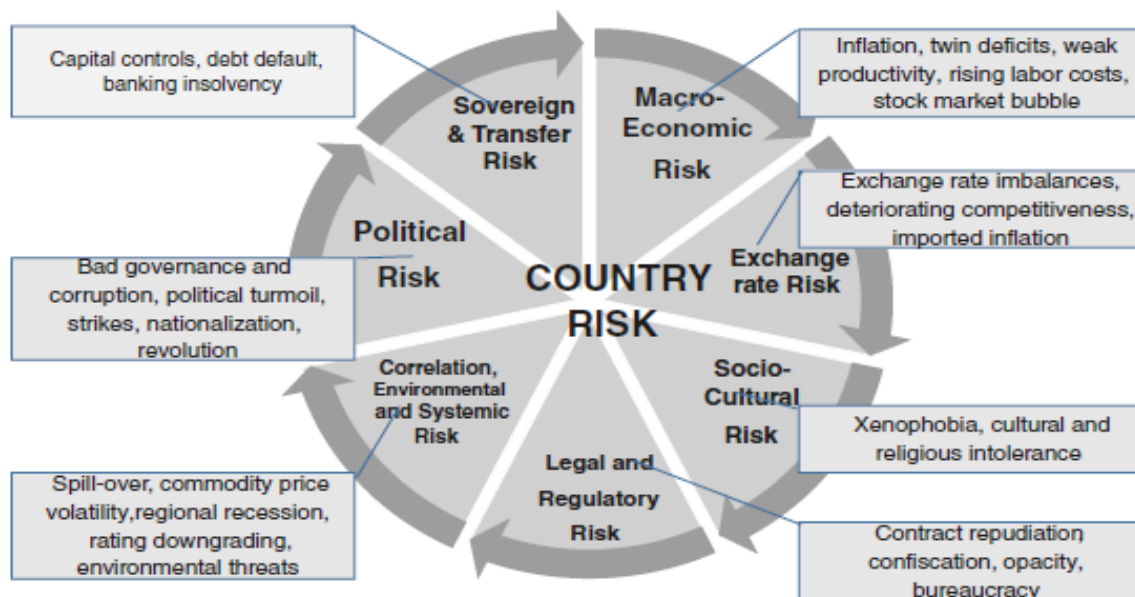 Capital controls, debt default,
banking insolvency
Sovereign
& Transfer
Risk
Macro-
Economic
Risk
Inflation, twin deficits, weak
productivity, rising labor costs,
stock market bubble
Exchange rate imbalances,
deteriorating competitiveness,
imported inflation
Political
Risk
COUNTRY
RISK
Exchange
rate Risk
Bad governance and
corruption, political turmoil,
strikes, nationalization,
revolution
Correlation,
Environmental
and Systemic
Risk
Socio-
Cultural
Risk
Xenophobia, cultural and
religious intolerance
Legal and
Regulatory
Risk
Spill-over, commodity price
volatility,regional recession,
rating downgrading,
environmental threats
Contract repudiation,
confiscation, opacity,
bureaucracy